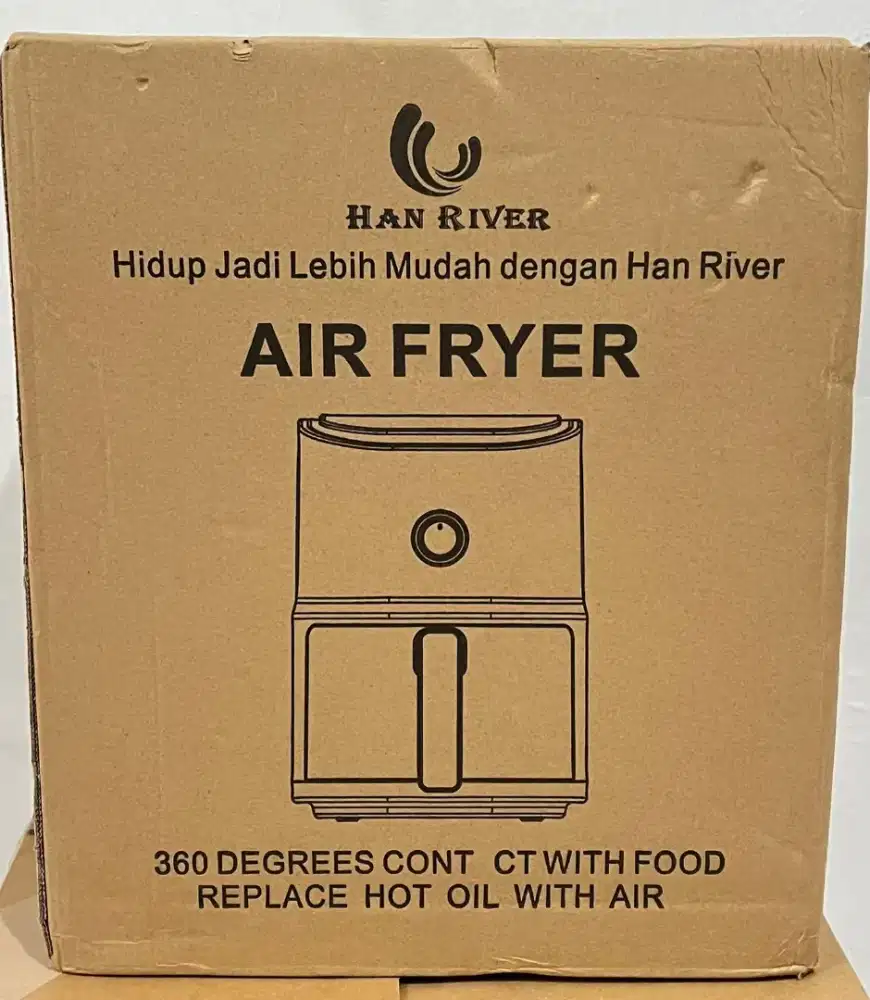 HAN RIVER
Hidup Jadi Lebih Mudah dengan Han River
AIR FRYER
360 DEGREES CONT CT WITH FOOD
REPLACE HOT OIL WITH AIR